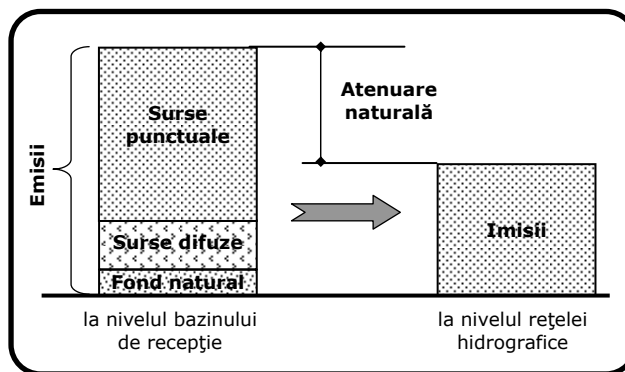 Emisii
Surse
punctuale
Surse difuze
Fond natural
Atenuare
naturală
Imisii
la nivelul bazinului
de recepţie
la nivelul reţelei
hidrografice